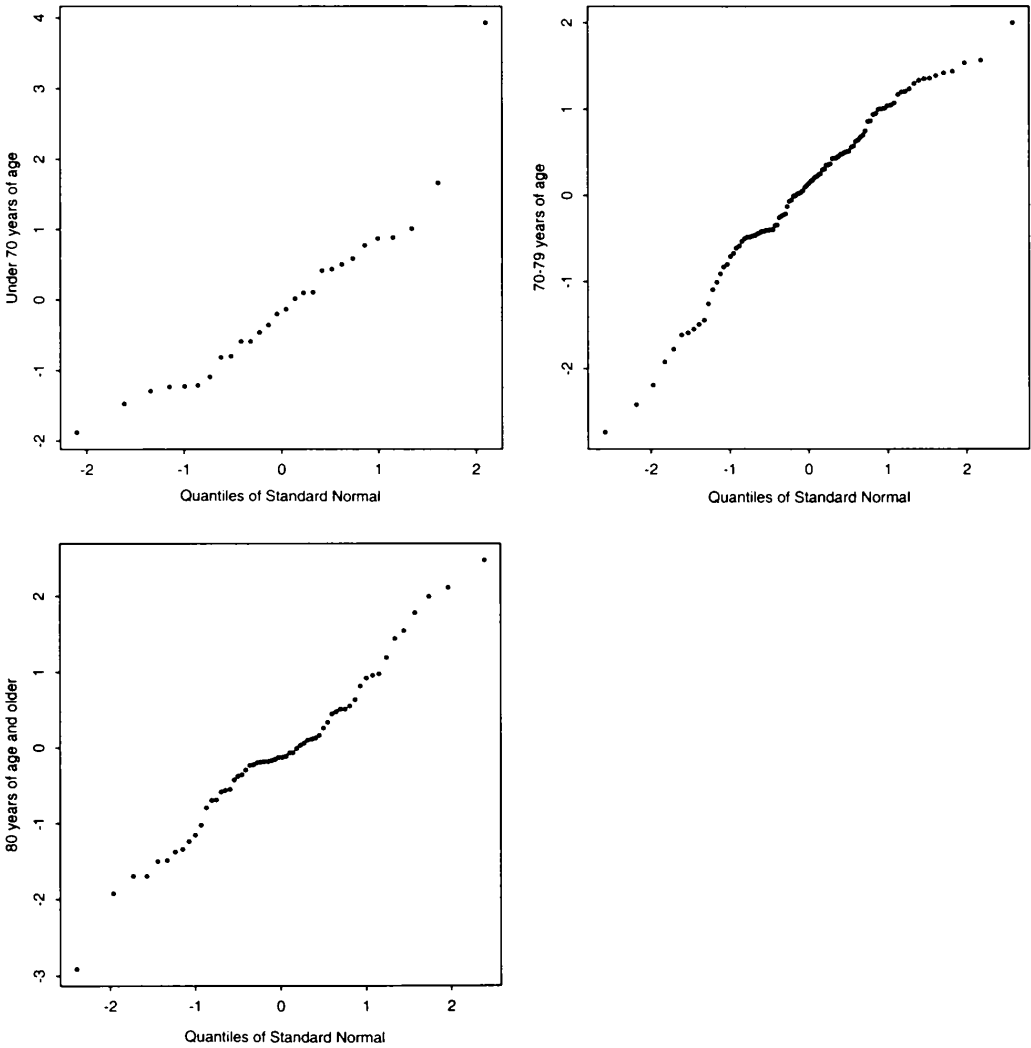 4
3
2
1
0
-1
-2
Under 70 years of age
-2 -1 0 1 2
Quantiles of Standard Normal
2
1
0
-1
-2
70-79 years of age
-2 -1 0 1 2
Quantiles of Standard Normal
2
1
0
-1
-2
-3
80 years of age and older
-2 -1 0 1 2
Quantiles of Standard Normal